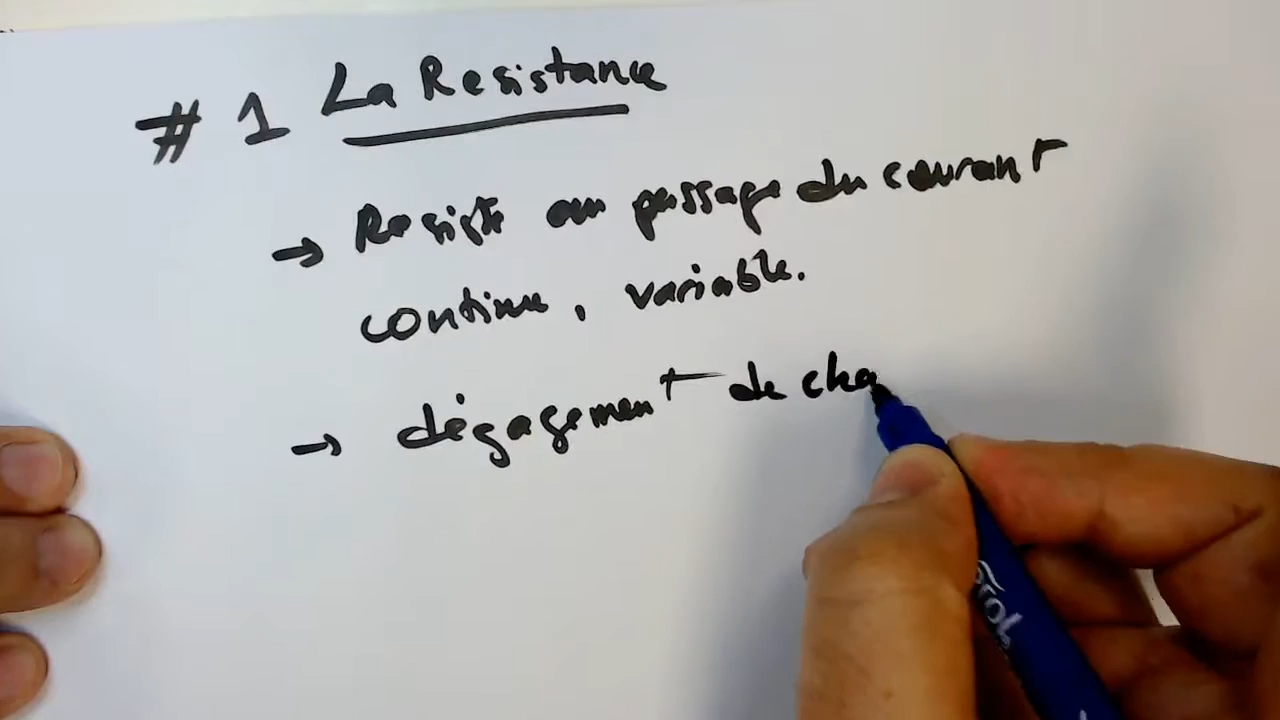 # 1 La Resistance
→ Resiste au passage du courant
continu, variable.
→ dégagement de cha